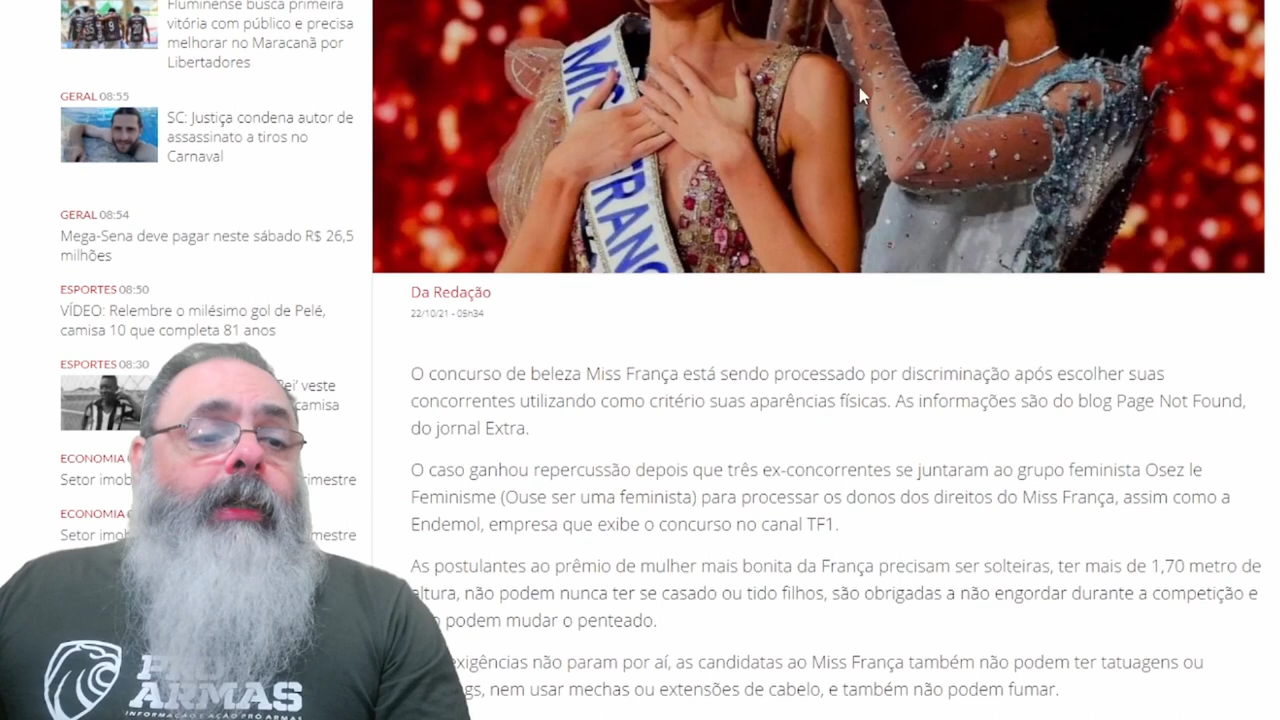 Fluminense busca primeira
vitória com público e precisa
melhorar no Maracanã por
Libertadores
GERAL 08:55
SC: Justiça condena autor de
assassinato a tiros no
Carnaval
GERAL 08:54
Mega-Sena deve pagar neste sábado R$ 26,5
milhões
ESPORTES 08:50
VÍDEO: Relembre o milésimo gol de Pelé,
camisa 10 que completa 81 anos
ESPORTES 08:30
veste
camisa
ECONOMIA
Setor
ECONOMIA
Setor
MISS
FRANC
Da Redação
22/10/21 - 05h34
O concurso de beleza Miss França está sendo processado por discriminação após escolher suas
concorrentes utilizando como critério suas aparências físicas. As informações são do blog Page Not Found,
do jornal Extra.
O caso ganhou repercussão depois que três ex-concorrentes se juntaram ao grupo feminista Osez le
Feminisme (Ouse ser uma feminista) para processar os donos dos direitos do Miss França, assim como a
Endemol, empresa que exibe o concurso no canal TF1.
As postulantes ao prêmio de mulher mais bonita da França precisam ser solteiras, ter mais de 1,70 metro de
altura, não podem nunca ter se casado ou tido filhos, são obrigadas a não engordar durante a competição e
podem mudar o penteado.
exigências não param por aí, as candidatas ao Miss França também não podem ter tatuagens ou
nem usar mechas ou extensões de cabelo, e também não podem fumar.
ARMAS
INFORMAÇÃO E AÇÃO PRÓ ARMAS